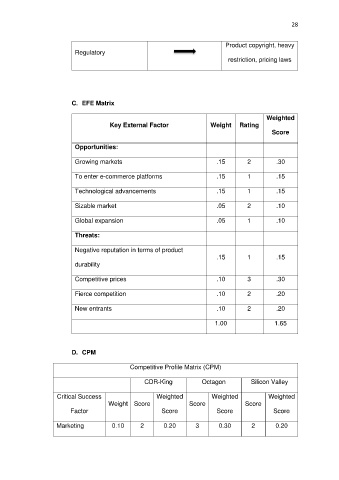 28
Regulatory
Product copyright, heavy
restriction, pricing laws
C. EFE Matrix
Key External Factor Weight Rating Weighted Score
Opportunities:
Growing markets .15 2 .30
To enter e-commerce platforms .15 1 .15
Technological advancements .15 1 .15
Sizable market .05 2 .10
Global expansion .05 1 .10
Threats:
Negative reputation in terms of product
durability .15 1 .15
Competitive prices .10 3 .30
Fierce competition .10 2 .20
New entrants .10 2 .20
1.00 1.65
D. CPM
Competitive Profile Matrix (CPM)
CDR-King Octagon Silicon Valley
Critical Success Factor Weight Score Weighted Score Score Weighted Score Score Weighted Score
Marketing 0.10 2 0.20 3 0.30 2 0.20